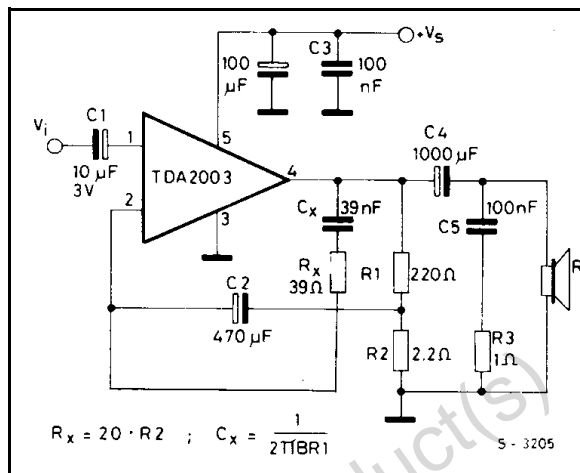 +Vs
100 µF
C3
100 nF
C1
Vi
10 µF
3V
1
5
TDA2003
4
2
3
C4
1000 µF
Cx
39nF
100nF
C5
Rx
39Ω
R1
220Ω
R
C2
470 µF
R2
2.2Ω
R3
1Ω
Rx = 20 · R2 ; Cx = 1 / 2πBR1
S - 3205
duct(s)